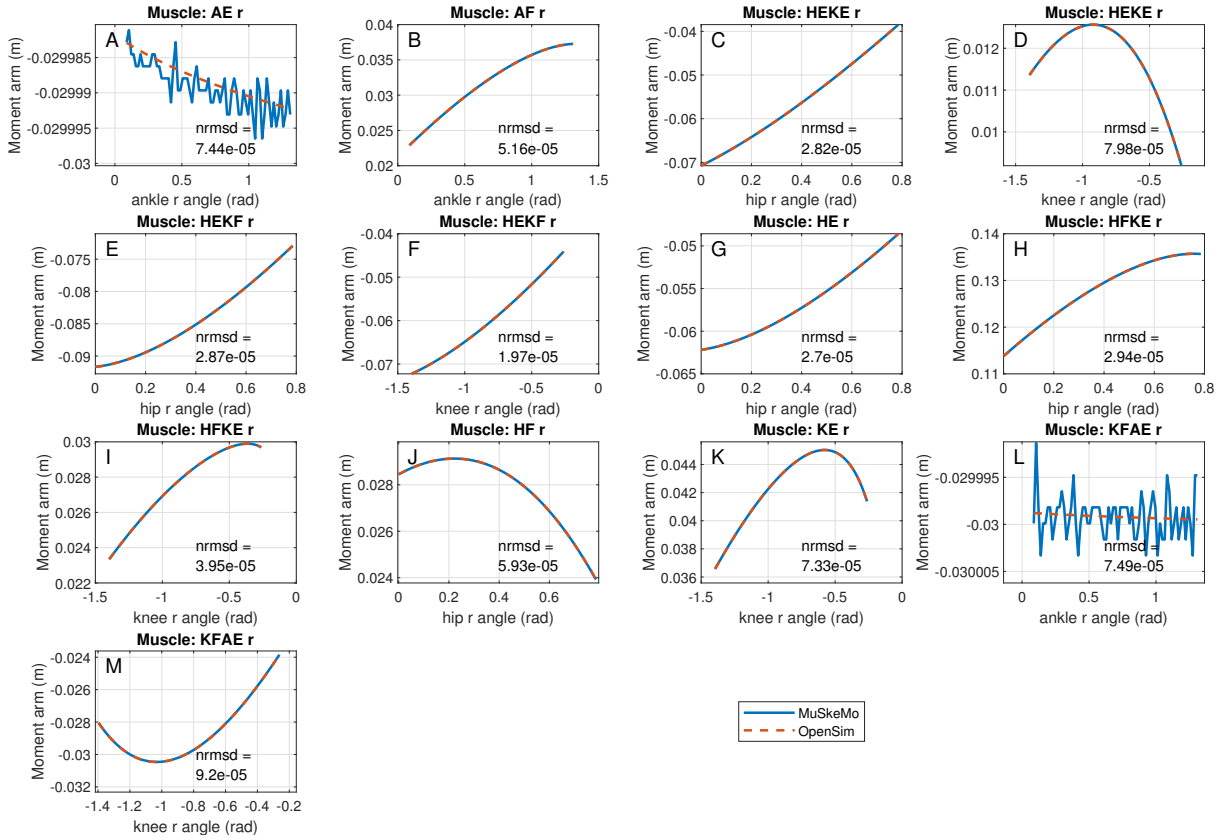 Muscle: AE r
A
-0.029985
-0.02999
-0.029995
-0.03
0
0.5
1
Moment arm (m)
ankle r angle (rad)
nrmsd =
7.44e-05
Muscle: AF r
B
0.04
0.035
0.03
0.025
0.02
0
0.5
1
1.5
Moment arm (m)
ankle r angle (rad)
nrmsd =
5.16e-05
Muscle: HEKE r
C
-0.04
-0.05
-0.06
-0.07
0
0.2
0.4
0.6
0.8
Moment arm (m)
hip r angle (rad)
nrmsd =
2.82e-05
Muscle: HEKE r
D
0.012
0.011
0.01
-1.5
-1
-0.5
Moment arm (m)
knee r angle (rad)
nrmsd =
7.98e-05
Muscle: HEKF r
E
-0.075
-0.08
-0.085
-0.09
0
0.2
0.4
0.6
0.8
Moment arm (m)
hip r angle (rad)
nrmsd =
2.87e-05
Muscle: HEKF r
F
-0.04
-0.05
-0.06
-0.07
-1.5
-1
-0.5
0
Moment arm (m)
knee r angle (rad)
nrmsd =
1.97e-05
Muscle: HE r
G
-0.05
-0.055
-0.06
-0.065
0
0.2
0.4
0.6
0.8
Moment arm (m)
hip r angle (rad)
nrmsd =
2.7e-05
Muscle: HFKE r
H
0.14
0.13
0.12
0.11
0
0.2
0.4
0.6
0.8
Moment arm (m)
hip r angle (rad)
nrmsd =
2.94e-05
Muscle: HFKE r
I
0.03
0.028
0.026
0.024
0.022
-1.5
-1
-0.5
0
Moment arm (m)
knee r angle (rad)
nrmsd =
3.95e-05
Muscle: HF r
J
0.028
0.026
0.024
0
0.2
0.4
0.6
Moment arm (m)
hip r angle (rad)
nrmsd =
5.93e-05
Muscle: KE r
K
0.044
0.042
0.04
0.038
0.036
-1.5
-1
-0.5
0
Moment arm (m)
knee r angle (rad)
nrmsd =
7.33e-05
Muscle: KFAE r
L
-0.029995
-0.03
-0.030005
0
0.5
1
Moment arm (m)
ankle r angle (rad)
nrmsd =
7.49e-05
Muscle: KFAE r
M
-0.024
-0.026
-0.028
-0.03
-0.032
-1.4
-1.2
-1
-0.8
-0.6
-0.4
-0.2
Moment arm (m)
knee r angle (rad)
nrmsd =
9.2e-05
MuSkeMo
OpenSim